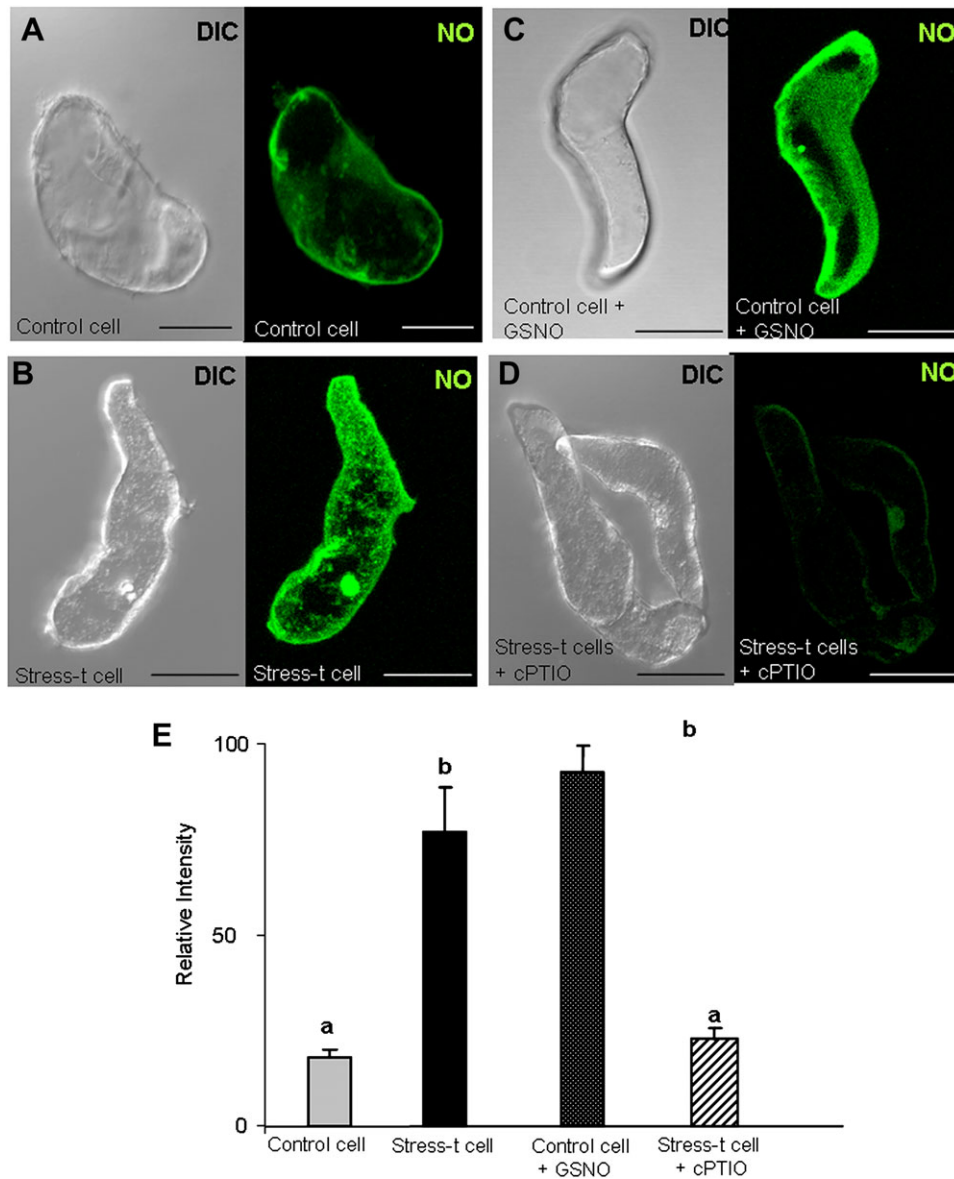 A
DIC
NO
Control cell
Control cell
C
DIC
NO
Control cell +
GSNO
Control cell
+ GSNO
B
DIC
NO
Stress-t cell
Stress-t cell
D
DIC
NO
Stress-t cells
+ cPTIO
Stress-t cells
+ cPTIO
E
Relative Intensity
100
50
0
a
b
b
a
Control cell
Stress-t cell
Control cell
+ GSNO
Stress-t cell
+ cPTIO